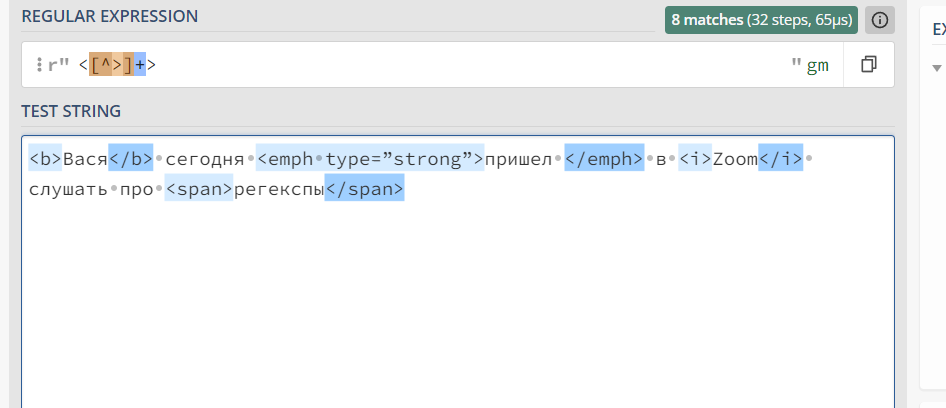 REGULAR EXPRESSION
8 matches (32 steps, 65μs)
r" <[^>]+> " gm
TEST STRING
<b>Вася</b> сегодня <emph type=”strong”>пришел </emph> в <i>Zoom</i>
слушать про <span>регекспы</span>